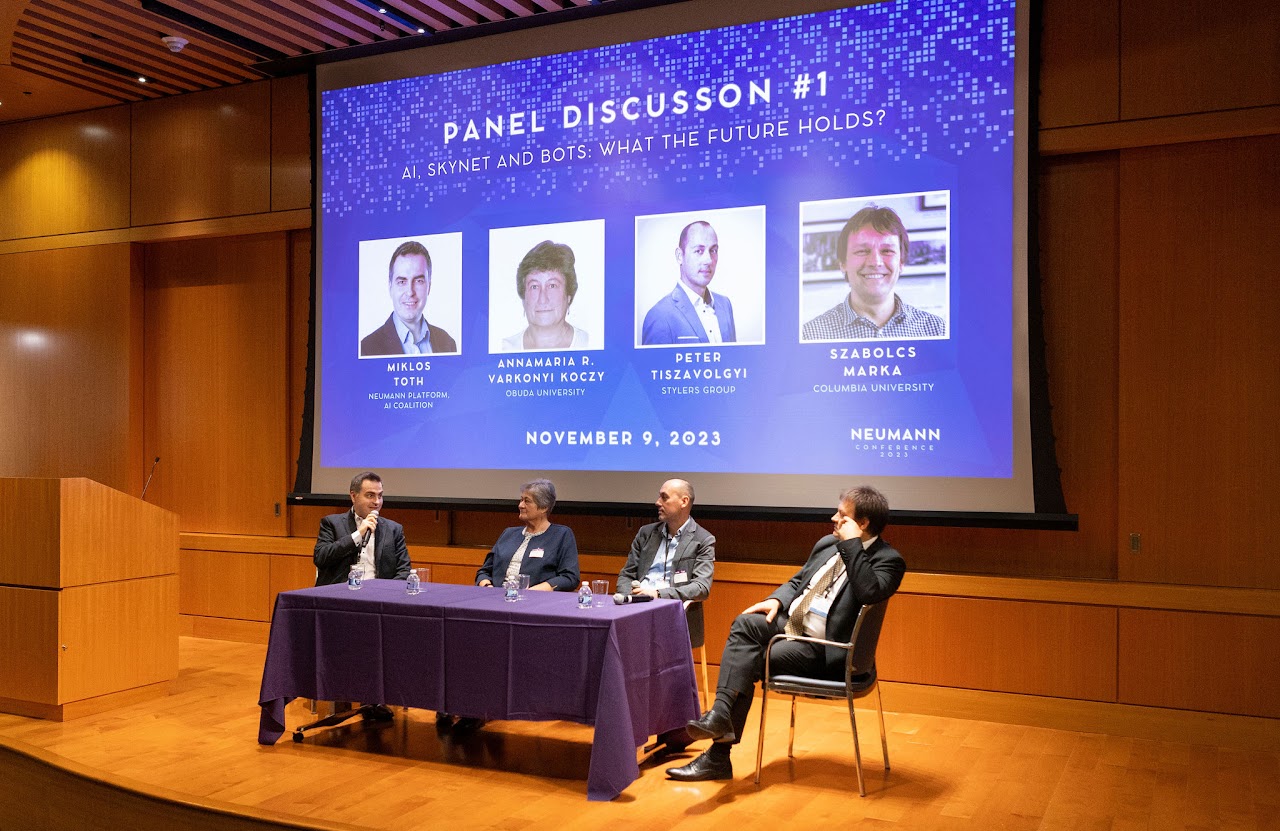 PANEL DISCUSSON #1
AI, SKYNET AND BOTS: WHAT THE FUTURE HOLDS?
MIKLOS
TOTH
NEUMANN PLATFORM,
AI COALITION
ANNAMARIA R.
VARKONYI KOCZY
OBUDA UNIVERSITY
PETER
TISZAVOLGYI
STYLERS GROUP
SZABOLCS
MARKA
COLUMBIA UNIVERSITY
NOVEMBER 9, 2023
NEUMANN
CONFERENCE
2023